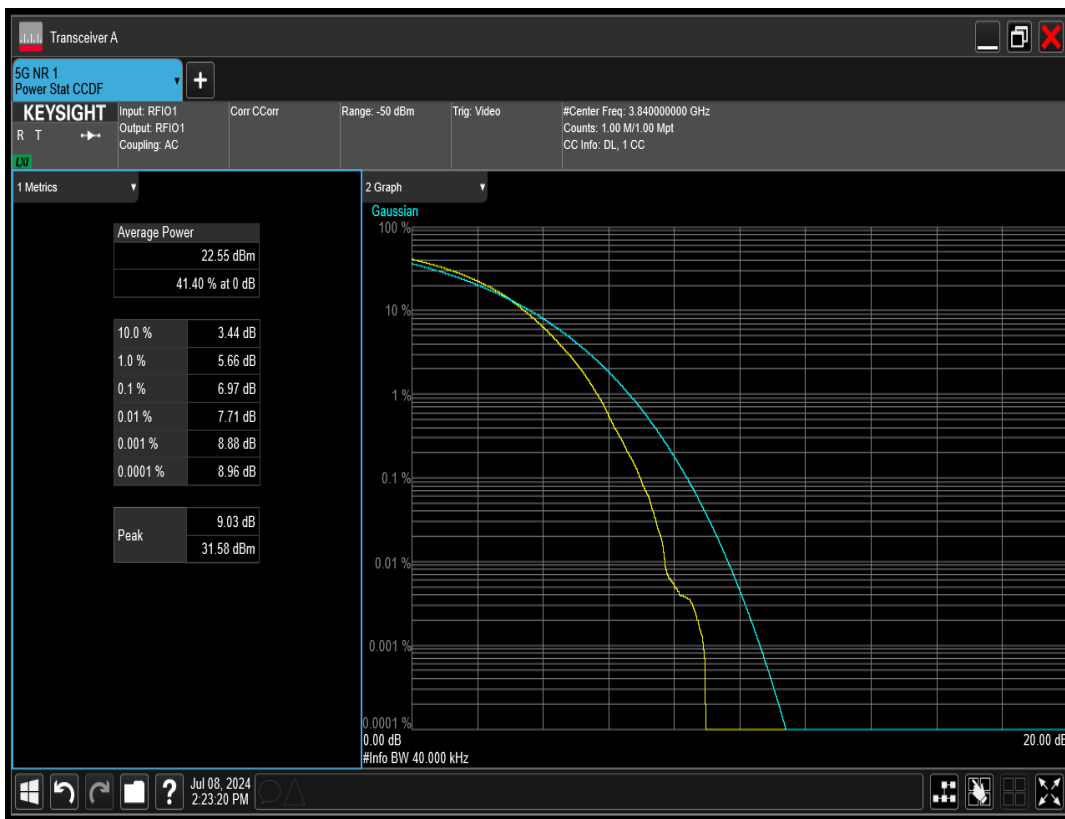 Transceiver A
5G NR 1
Power Stat CCDF
+
KEYSIGHT
R T
LXI
Input: RFIO1
Output: RFIO1
Coupling: AC
Corr CCorr
Range: -50 dBm
Trig: Video
#Center Freq: 3.840000000 GHz
Counts: 1.00 M/1.00 Mpt
CC Info: DL, 1 CC
1 Metrics
Average Power
22.55 dBm
41.40 % at 0 dB
10.0 % 3.44 dB
1.0 % 5.66 dB
0.1 % 6.97 dB
0.01 % 7.71 dB
0.001 % 8.88 dB
0.0001 % 8.96 dB
Peak
9.03 dB
31.58 dBm
2 Graph
Gaussian
100 %
10 %
1 %
0.1 %
0.01 %
0.001 %
0.0001 %
0.00 dB
20.00 dB
#Info BW 40.000 kHz
?
Jul 08, 2024
2:23:20 PM